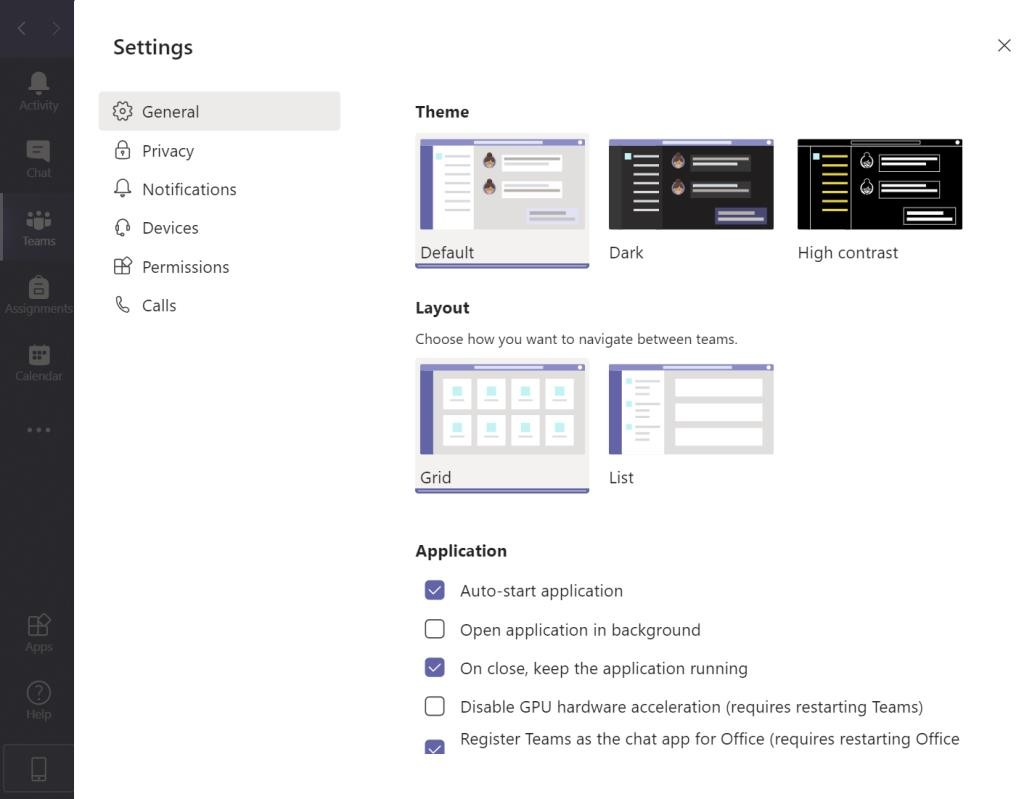 Settings
Activity
Chat
Teams
Assignments
Calendar
Apps
Help
General
Privacy
Notifications
Devices
Permissions
Calls
Theme
Default
Dark
High contrast
Layout
Choose how you want to navigate between teams.
Grid
List
Application
Auto-start application
Open application in background
On close, keep the application running
Disable GPU hardware acceleration (requires restarting Teams)
Register Teams as the chat app for Office (requires restarting Office